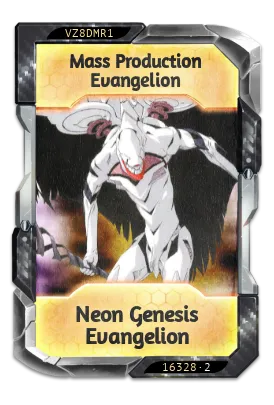 VZ8DMR1
Mass Production
Evangelion
Neon Genesis
Evangelion
16328·2